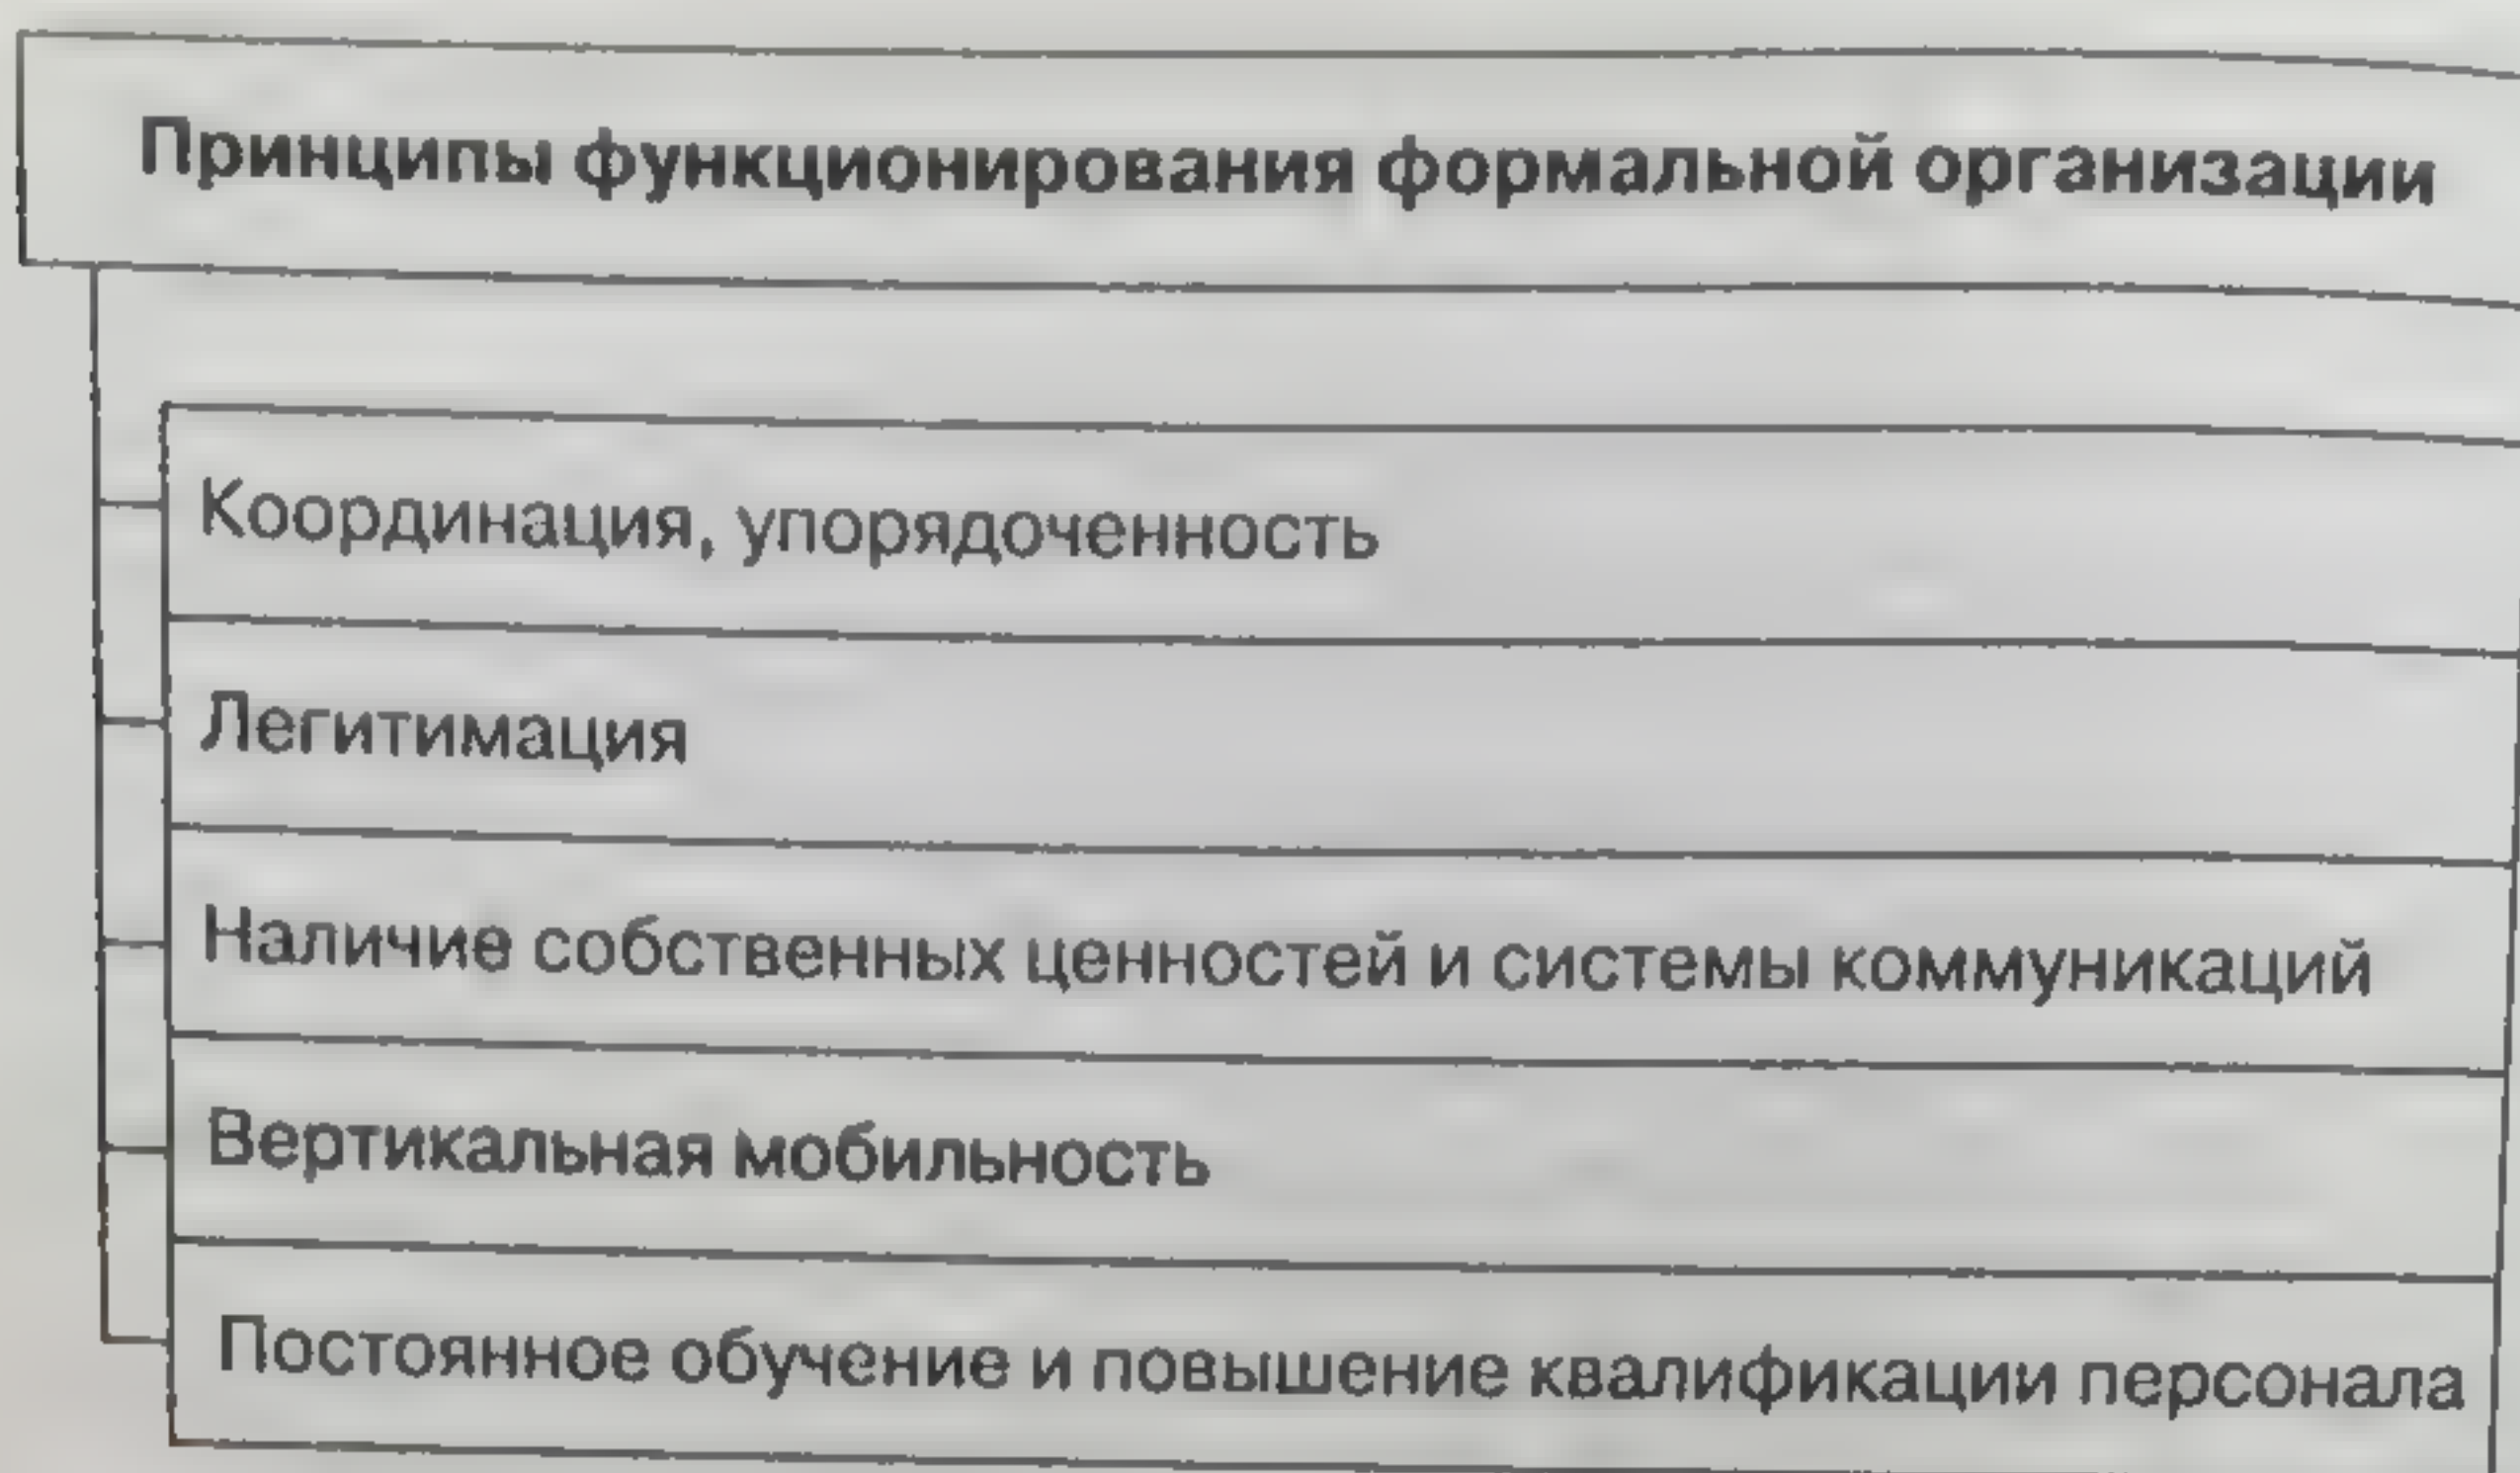 Принципы функционирования формальной организации
Координация, упорядоченность
Легитимация
Наличие собственных ценностей и системы коммуникаций
Вертикальная мобильность
Постоянное обучение и повышение квалификации персонала